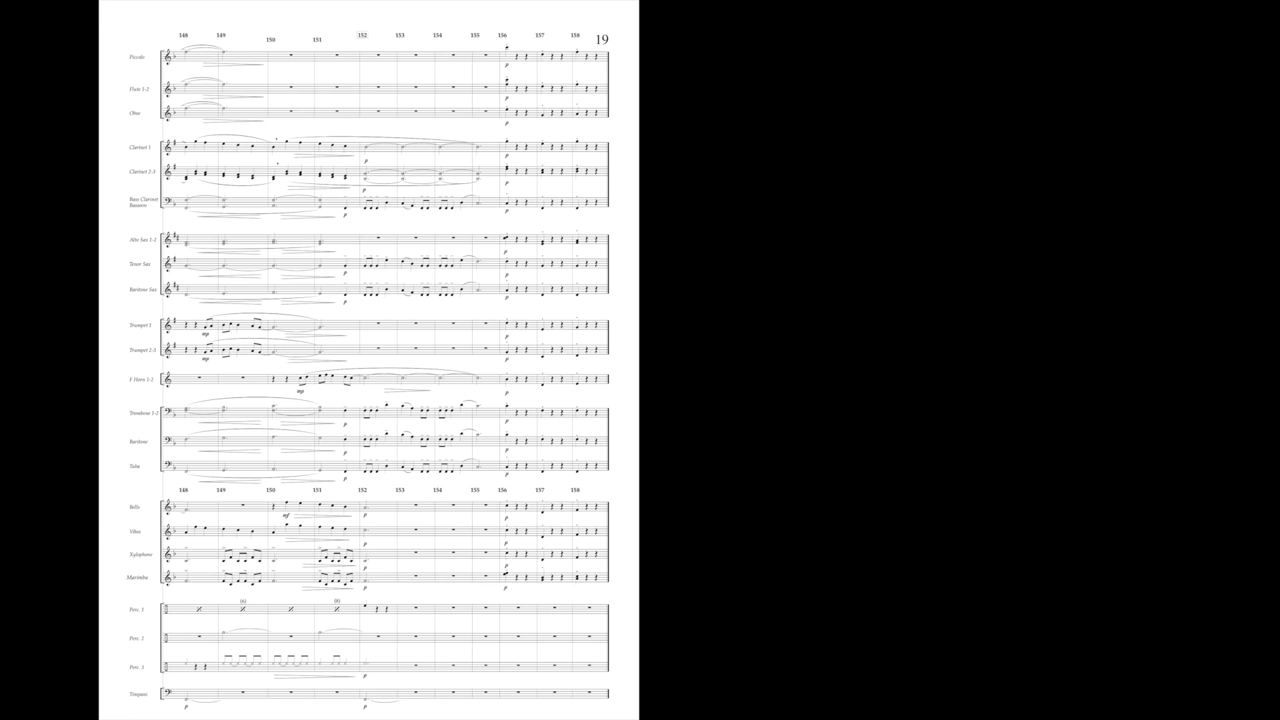 148 149 150 151 152 153 154 155 156 157 158 19
Piccolo
p
Flute 1-2
p
Oboe
p
Clarinet 1
p p
Clarinet 2-3
p p
Bass Clarinet
Bassoon
p p
Alto Sax 1-2
p
Tenor Sax
p p
Baritone Sax
p p
Trumpet 1
mp p
Trumpet 2-3
mp p
F Horn 1-2
mp p
Trombone 1-2
p p
Baritone
p p
Tuba
p p
148 149 150 151 152 153 154 155 156 157 158
Bells
mf p p
Vibes
p p
Xylophone
p p
Marimba
p p
(6) (8)
Perc. 1
Perc. 2
Perc. 3
p
Timpani
p p